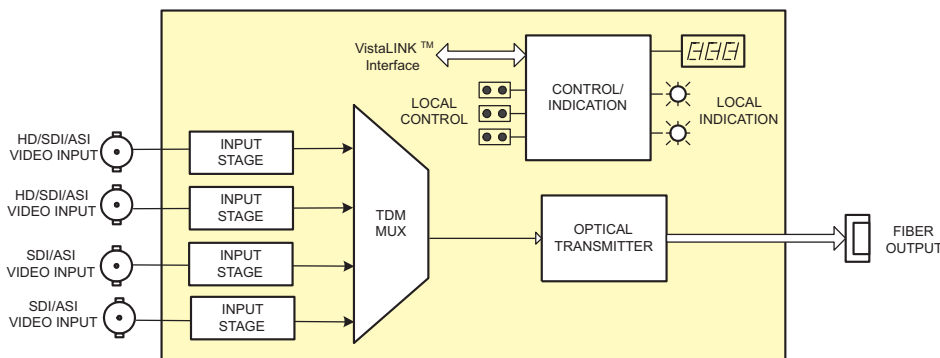 VistaLINK ™
Interface
LOCAL
CONTROL
CONTROL/
INDICATION
LOCAL
INDICATION
HD/SDI/ASI
VIDEO INPUT
INPUT
STAGE
HD/SDI/ASI
VIDEO INPUT
INPUT
STAGE
SDI/ASI
VIDEO INPUT
INPUT
STAGE
SDI/ASI
VIDEO INPUT
INPUT
STAGE
TDM
MUX
OPTICAL
TRANSMITTER
FIBER
OUTPUT